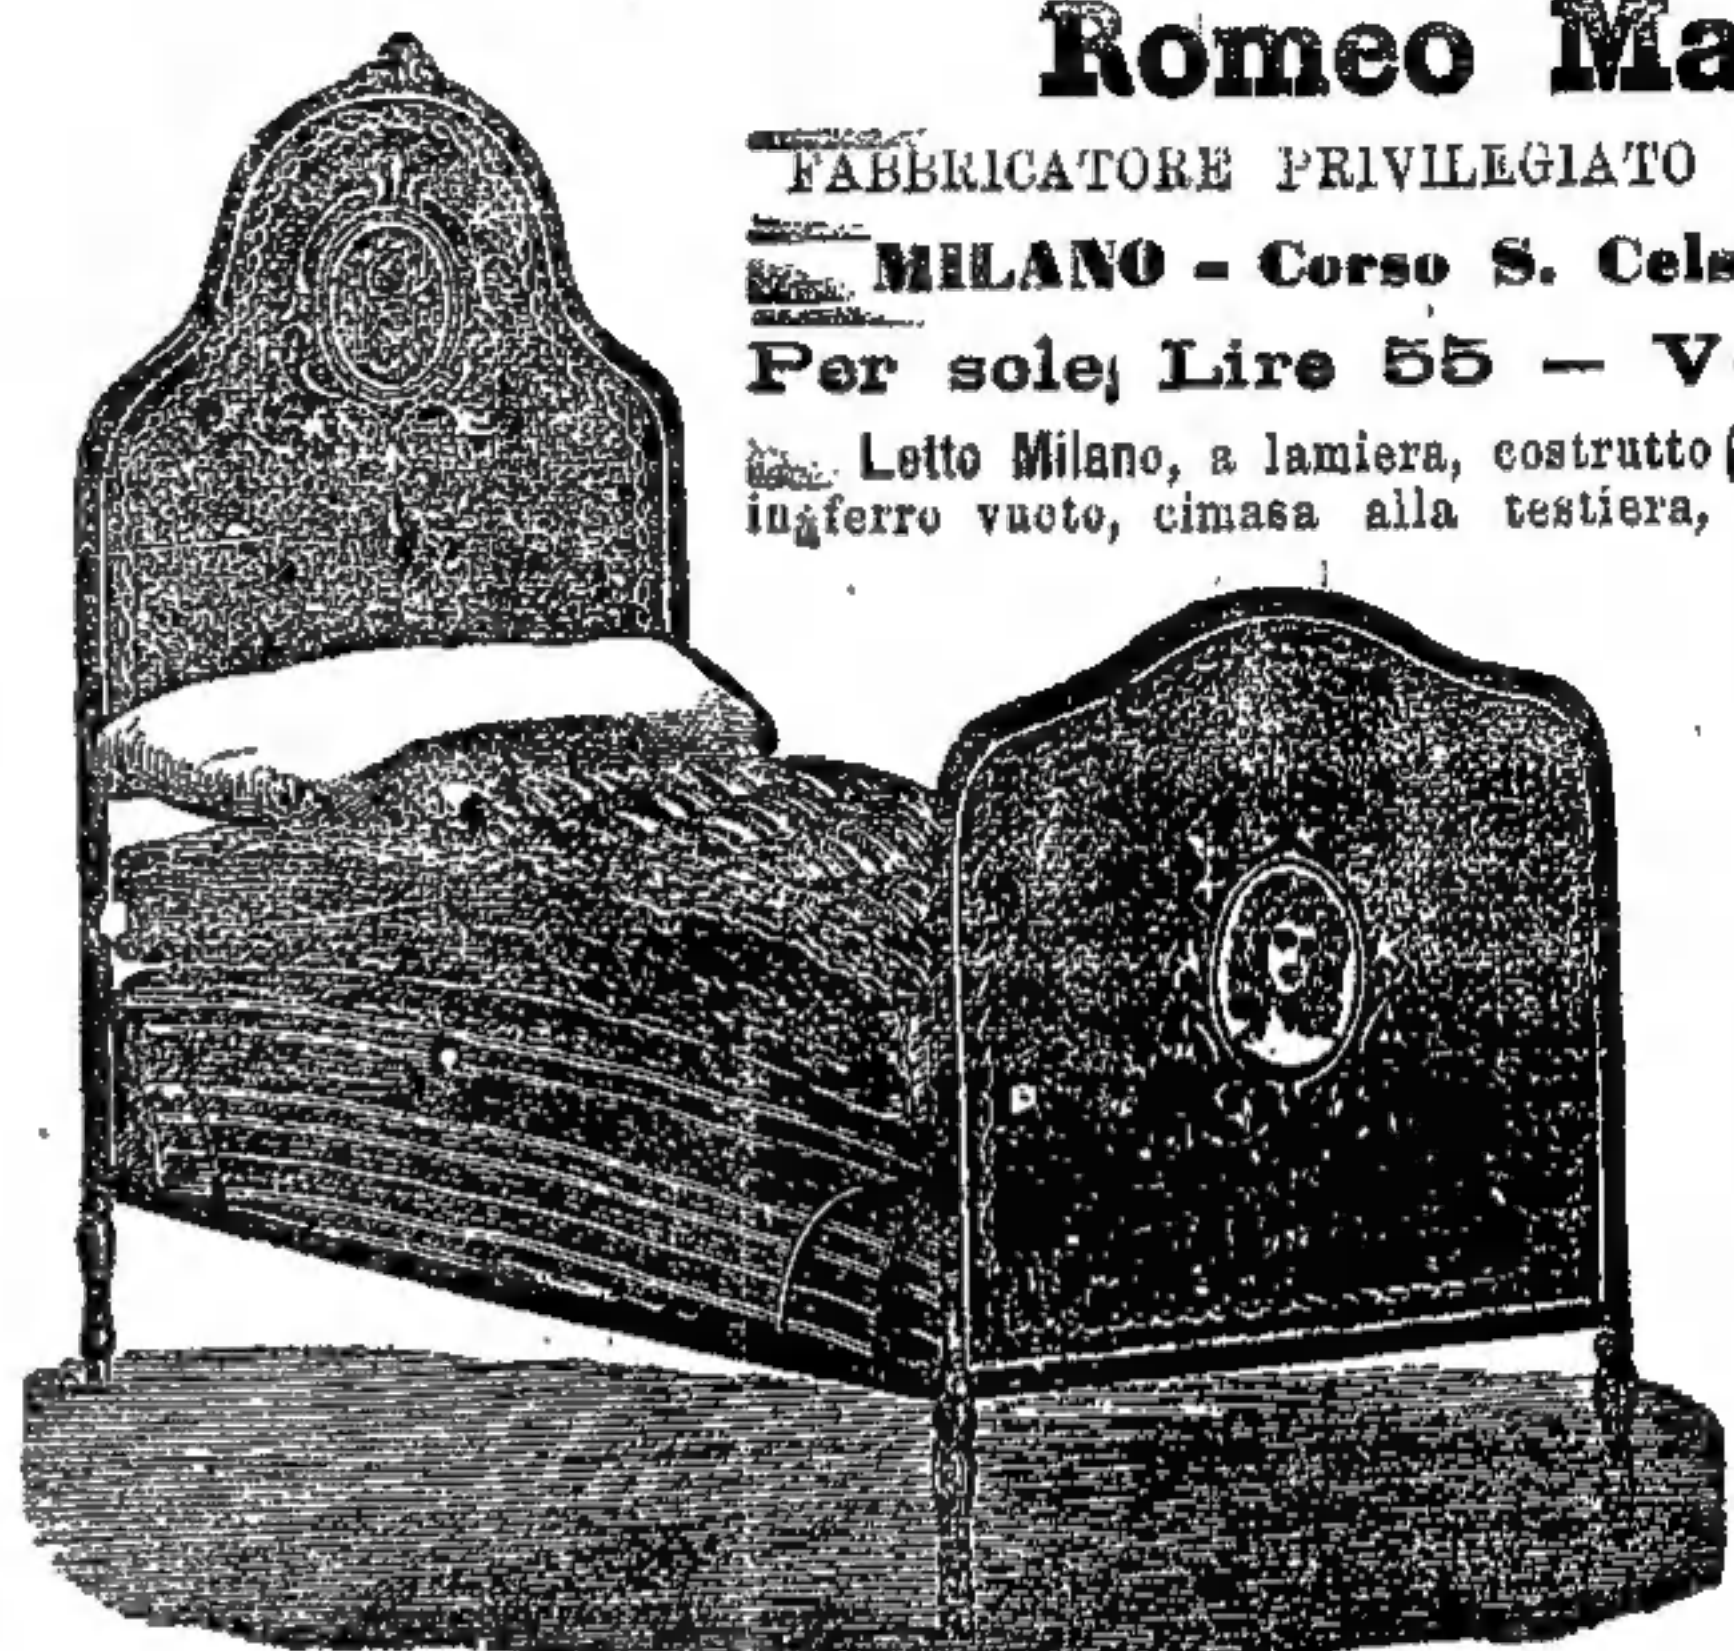 Romeo Ma
FABBRICATORE PRIVILEGIATO
MILANO - Corso S. Cels
Per sole Lire 55 — V
Letto Milano, a lamiera, costrutto
in ferro vuoto, cimasa alla testiera,